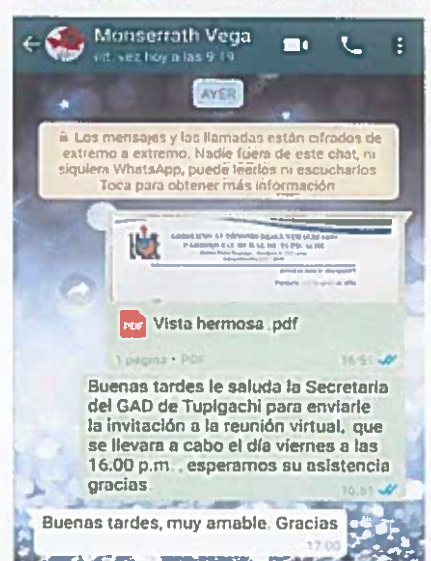 Monserrath Vega
últ. vez hoy a las 9:19
AYER
Los mensajes y las llamadas están cifrados de
extremo a extremo. Nadie fuera de este chat, ni
siquiera WhatsApp, puede leerlos ni escucharlos
Toca para obtener más información
PDF Vista hermosa .pdf
1 página • PDF
16:51
Buenas tardes le saluda la Secretaria
del GAD de Tupigachi para enviarle
la invitación a la reunión virtual, que
se llevara a cabo el día viernes a las
16.00 p.m. , esperamos su asistencia
gracias
16:51
Buenas tardes, muy amable. Gracias
17:00